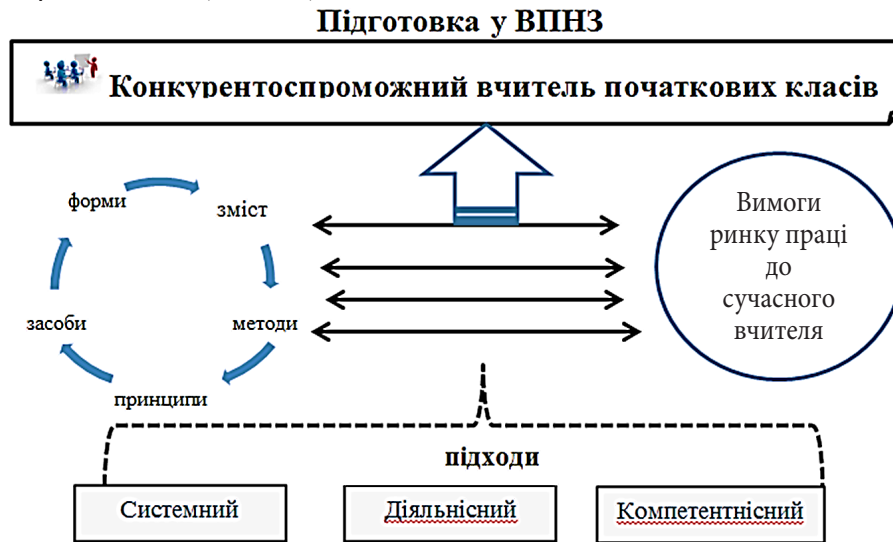 Підготовка у ВПНЗ
Конкурентоспроможний вчитель початкових класів
форми
зміст
засоби
методи
принципи
Вимоги
ринку праці
до
сучасного
вчителя
підходи
Системний
Діяльнісний
Компетентнісний